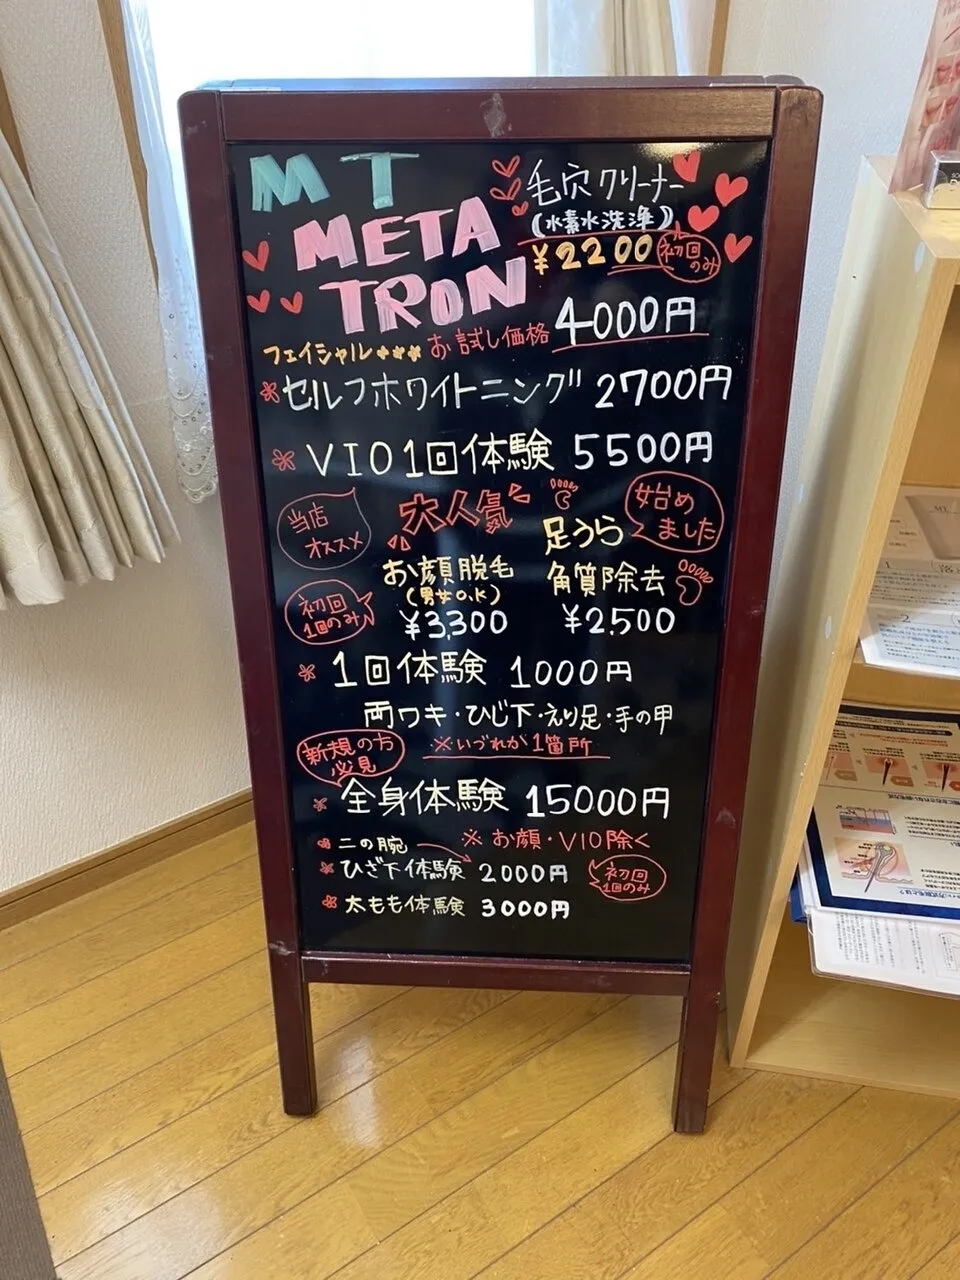 MT
METATRON
フェイシャル
お試し価格 4000円
毛穴クリーナー
(水素水洗浄)
¥2200
初回のみ
セルフホワイトニング 2700円
VIO1回体験 5500円
当店オススメ
大人気
お顔脱毛
(男女O.K)
¥3,300
初回1回のみ
始めました
足うら
角質除去
¥2,500
1回体験 1000円
両ワキ・ひじ下・えり足・手の甲
※いづれか1箇所
新規の方必見
全身体験 15000円
※お顔・VIO除く
二の腕
ひざ下体験 2000円
初回1回のみ
太もも体験 3000円